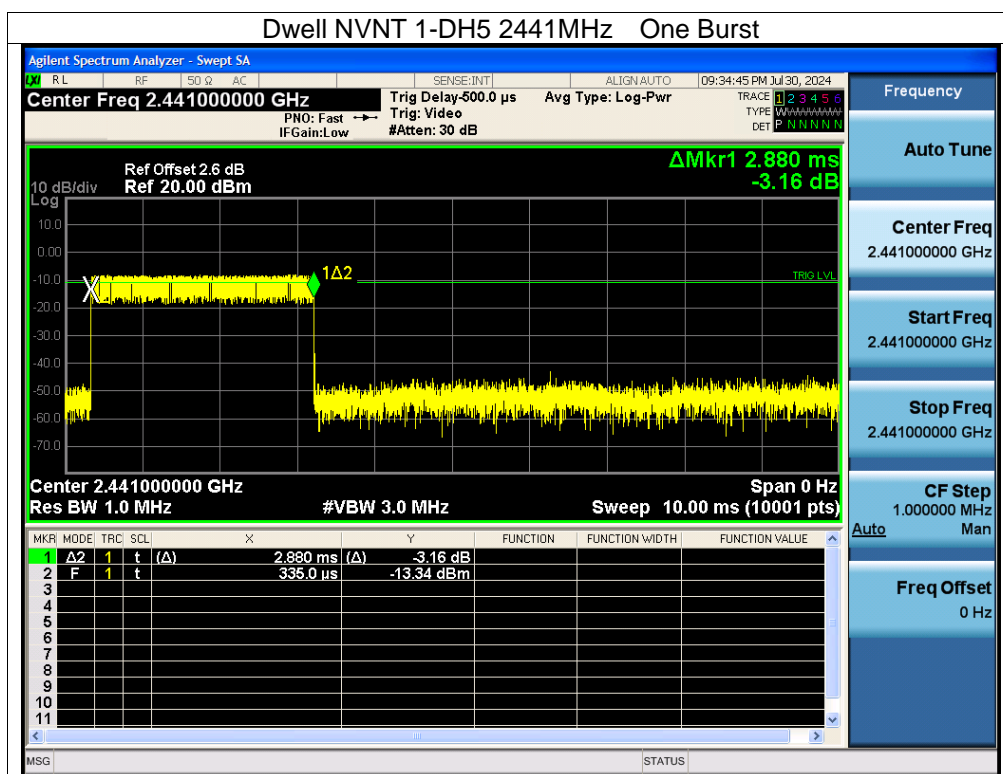 Dwell NVNT 1-DH5 2441MHz One Burst
Agilent Spectrum Analyzer - Swept SA
LXI RL RF 50 Ω AC SENSE:INT ALIGN AUTO 09:34:45 PM Jul 30, 2024
Center Freq 2.441000000 GHz Trig Delay-500.0 µs Avg Type: Log-Pwr TRACE 1 2 3 4 5 6
PNO: Fast Trig: Video TYPE WWWWWW
IFGain:Low #Atten: 30 dB DET P N N N N N
Frequency
ΔMkr1 2.880 ms
-3.16 dB
Ref Offset 2.6 dB
10 dB/div Ref 20.00 dBm
Log
10.0
0.00
-10.0
-20.0
-30.0
-40.0
-50.0
-60.0
-70.0
1Δ2
TRIG LVL
X
Center 2.441000000 GHz Span 0 Hz
Res BW 1.0 MHz #VBW 3.0 MHz Sweep 10.00 ms (10001 pts)
MKR MODE TRC SCL X Y FUNCTION FUNCTION WIDTH FUNCTION VALUE
1 Δ2 1 t (Δ) 2.880 ms (Δ) -3.16 dB
2 F 1 t 335.0 µs -13.34 dBm
3
4
5
6
7
8
9
10
11
MSG STATUS
Auto Tune
Center Freq
2.441000000 GHz
Start Freq
2.441000000 GHz
Stop Freq
2.441000000 GHz
CF Step
1.000000 MHz
Auto Man
Freq Offset
0 Hz